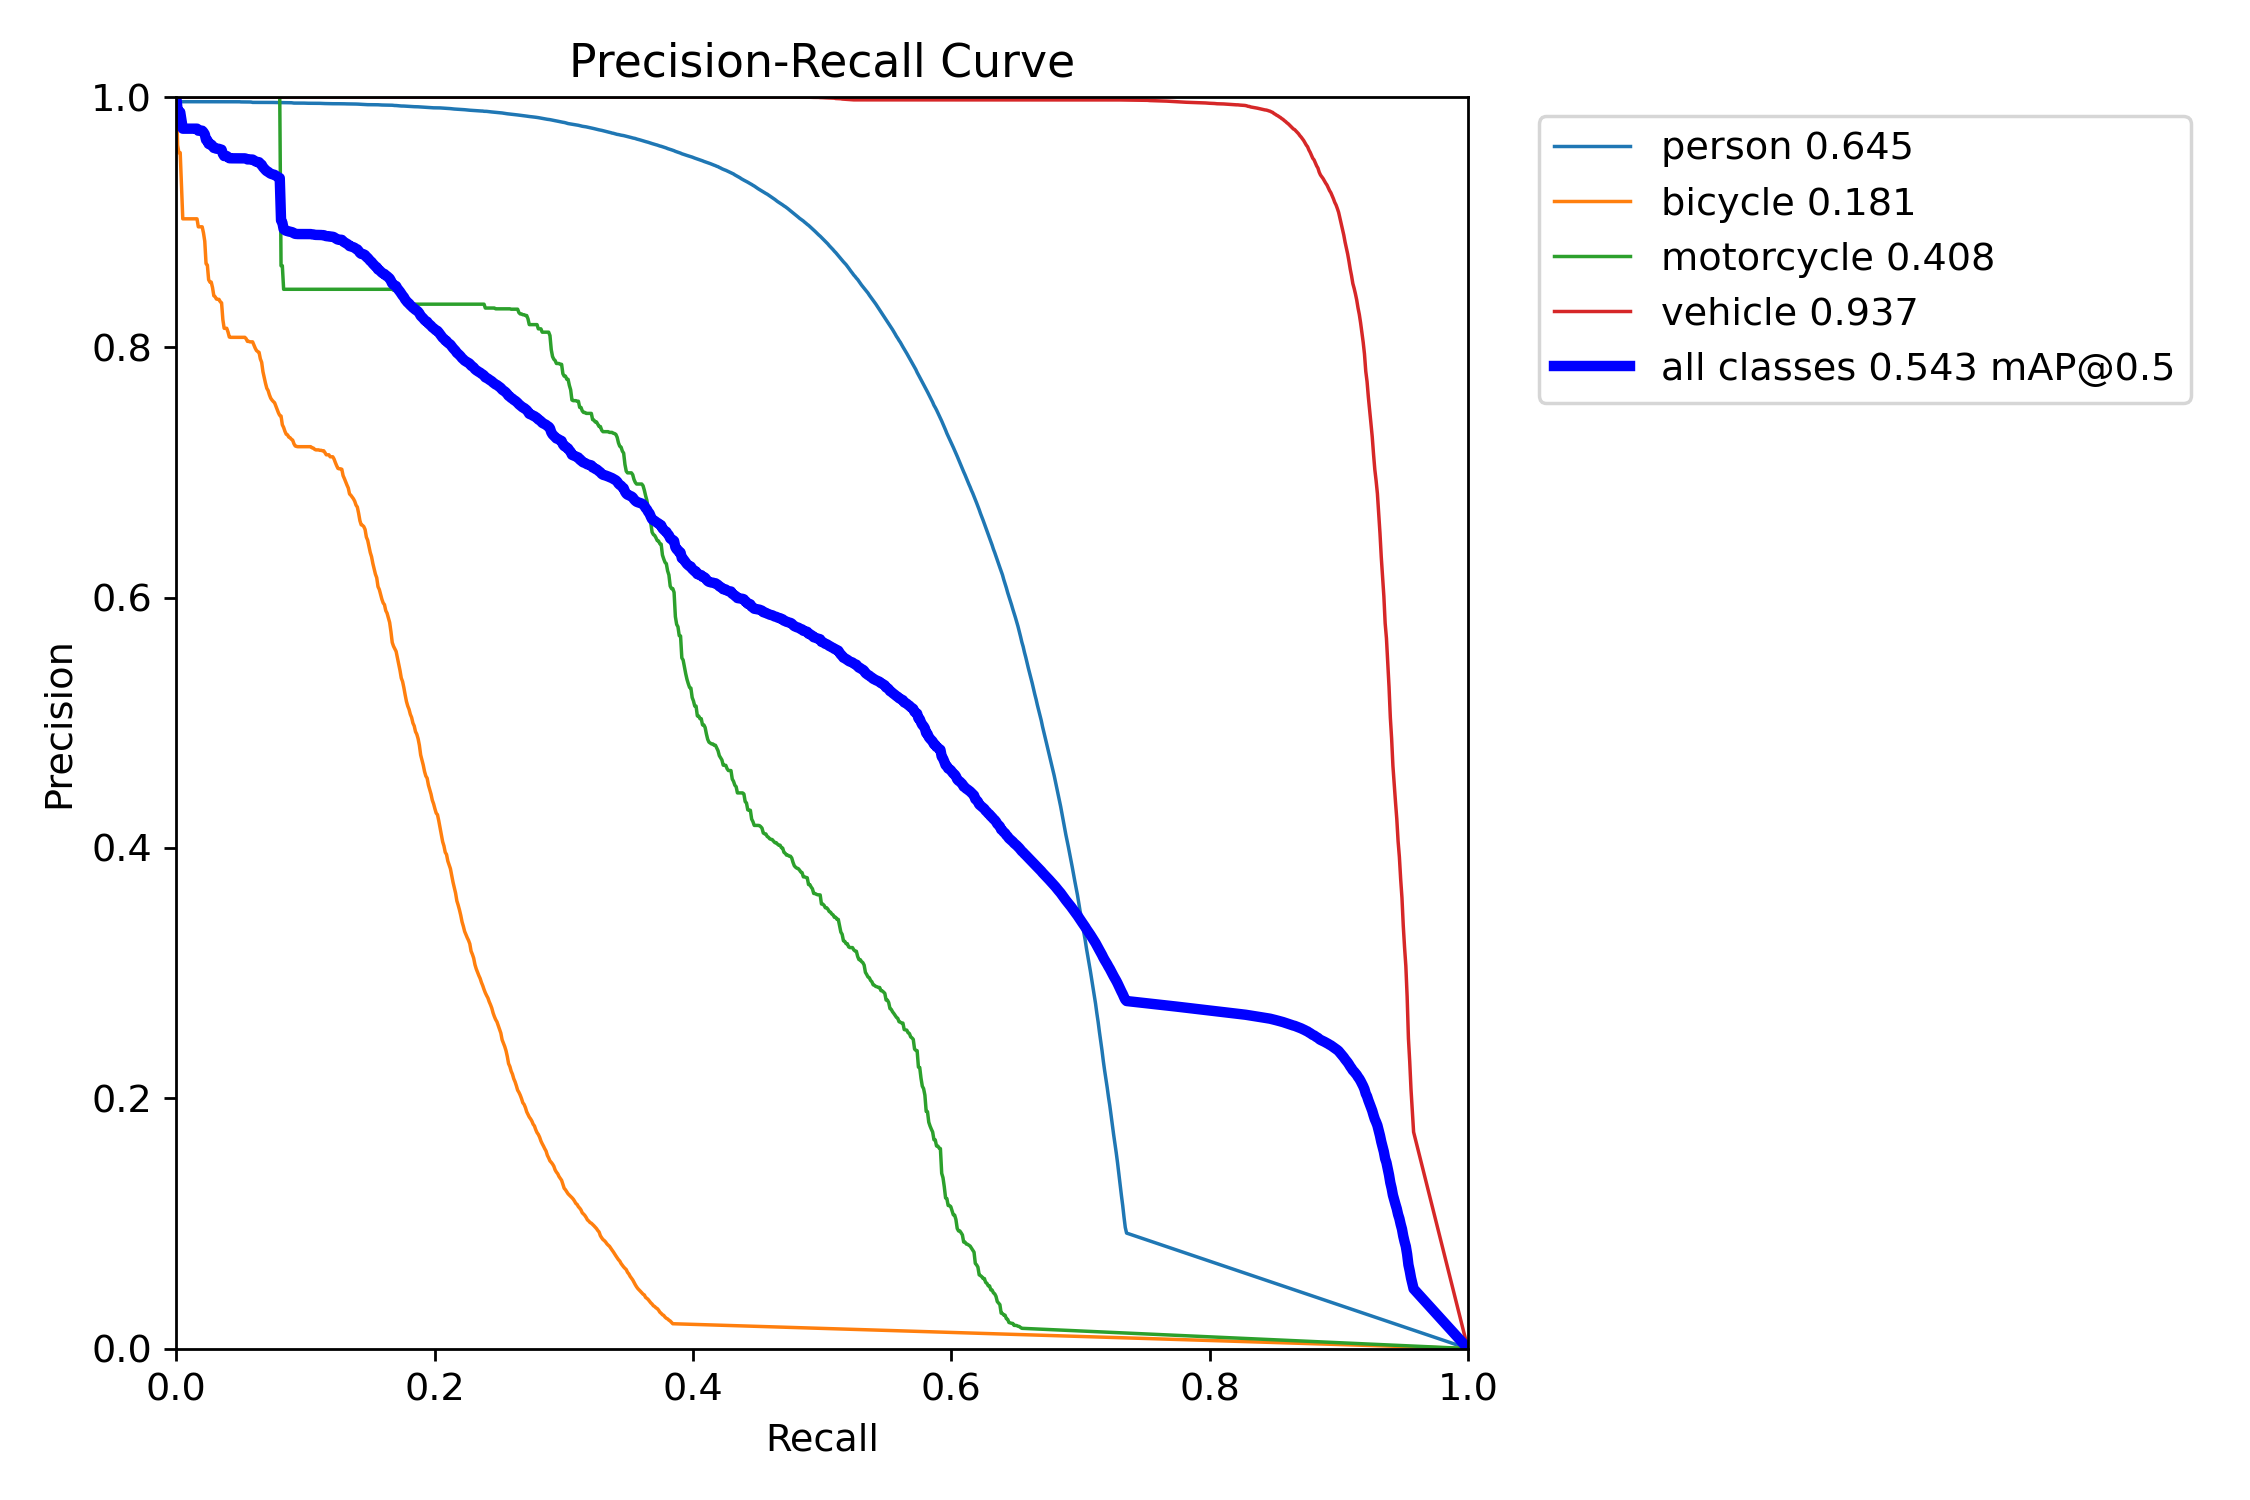 Precision-Recall Curve
1.0
0.8
0.6
0.4
0.2
0.0
Precision
0.0 0.2 0.4 0.6 0.8 1.0
Recall
person 0.645
bicycle 0.181
motorcycle 0.408
vehicle 0.937
all classes 0.543 mAP@0.5